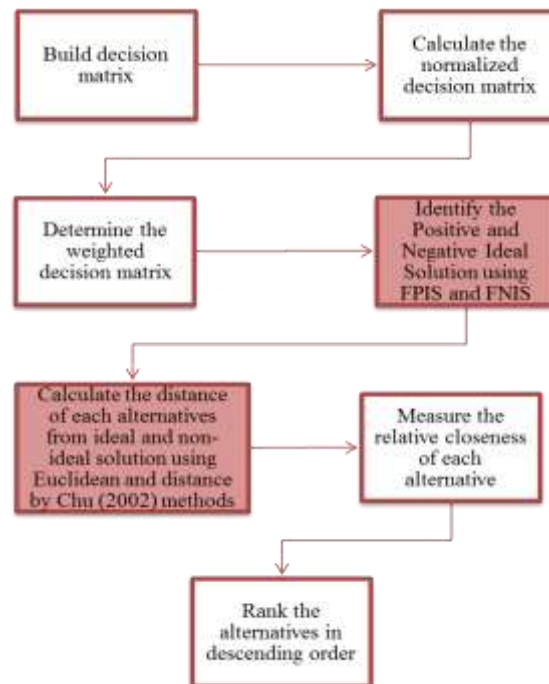 Build decision
matrix
Calculate the
normalized
decision matrix
Determine the
weighted
decision matrix
Identify the
Positive and
Negative Ideal
Solution using
FPIS and FNIS
Calculate the distance
of each alternatives
from ideal and non-
ideal solution using
Euclidean and distance
by Chu (2002) methods
Measure the
relative closeness
of each
alternative
Rank the
alternatives in
descending order